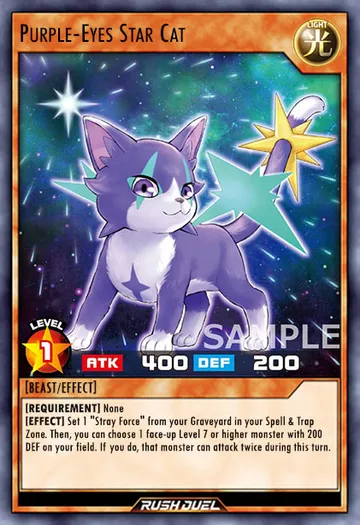 PURPLE-EYES STAR CAT
LIGHT
光
SAMPLE
LEVEL
1
ATK 400 DEF 200
[BEAST/EFFECT]
[REQUIREMENT] None
[EFFECT] Set 1 "Stray Force" from your Graveyard in your Spell & Trap
Zone. Then, you can choose 1 face-up Level 7 or higher monster with 200
DEF on your field. If you do, that monster can attack twice during this turn.
RUSH DUEL